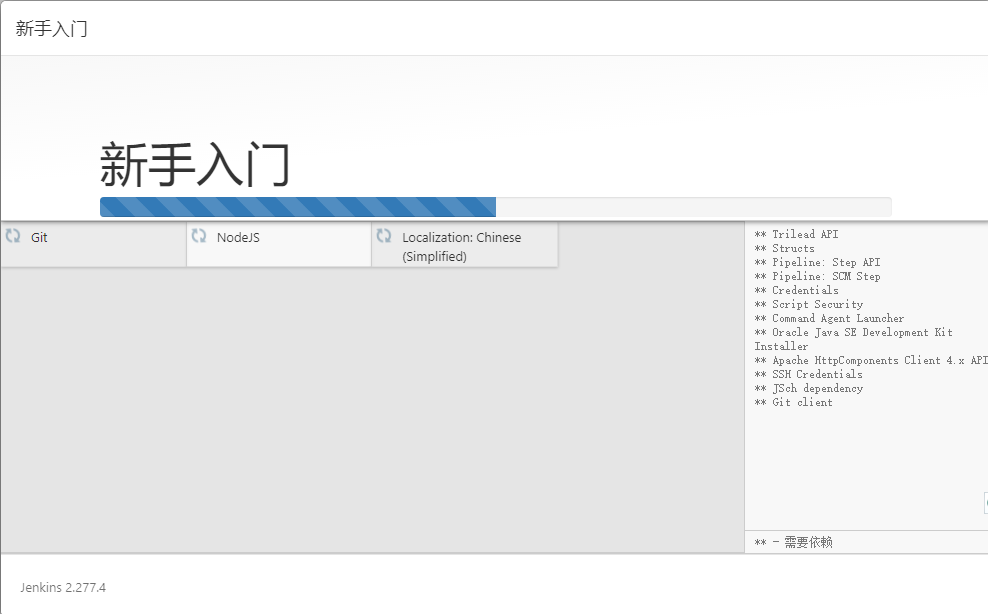 新手入门
新手入门
Git
NodeJS
Localization: Chinese
(Simplified)
** Trilead API
** Structs
** Pipeline: Step API
** Pipeline: SCM Step
** Credentials
** Script Security
** Command Agent Launcher
** Oracle Java SE Development Kit
Installer
** Apache HttpComponents Client 4.x API
** SSH Credentials
** JSch dependency
** Git client
** - 需要依赖
Jenkins 2.277.4